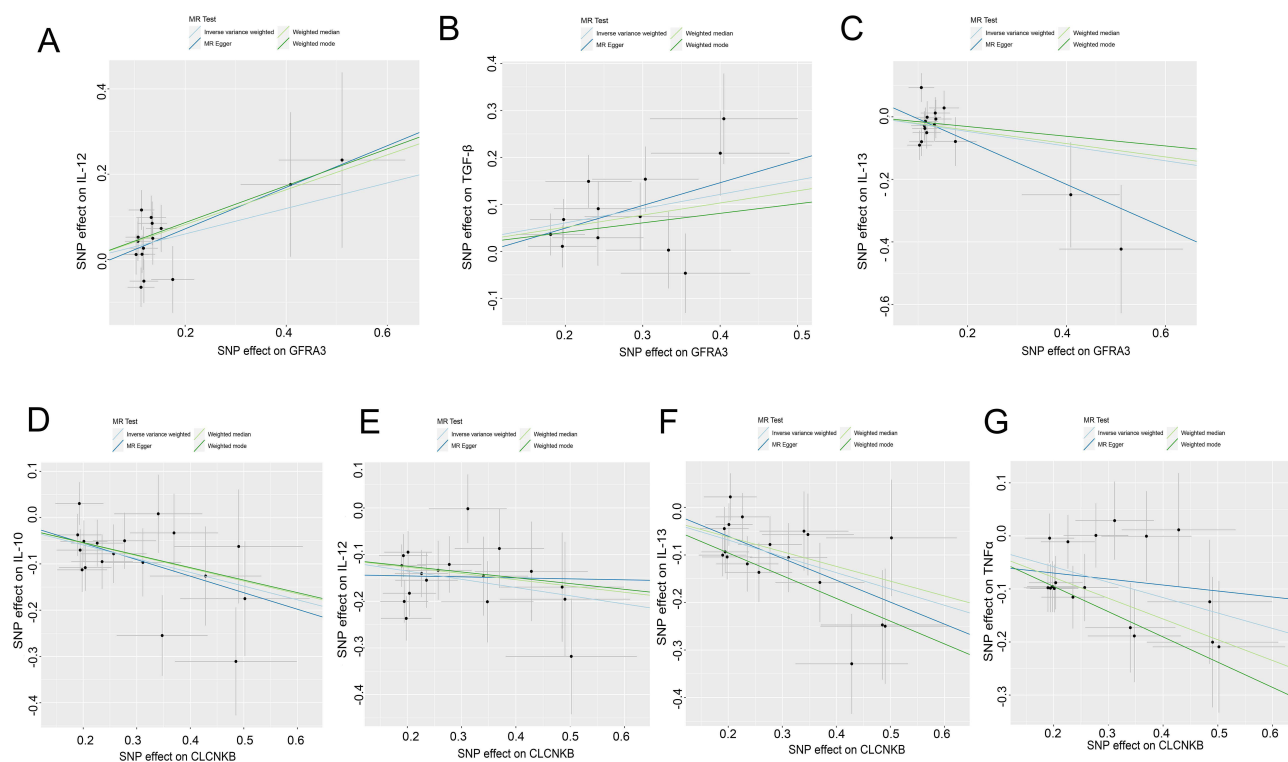 A
MR Test
Inverse variance weighted
Weighted median
MR Egger
Weighted mode
SNP effect on IL-12
0.4
0.2
0.0
0.2
0.4
0.6
SNP effect on GFRA3
B
MR Test
Inverse variance weighted
Weighted median
MR Egger
Weighted mode
SNP effect on TGF-β
0.4
0.3
0.2
0.1
0.0
-0.1
0.2
0.3
0.4
0.5
SNP effect on GFRA3
C
MR Test
Inverse variance weighted
Weighted median
MR Egger
Weighted mode
SNP effect on IL-13
0.0
- 0.2
- 0.4
-0.6
0.2
0.4
0.6
SNP effect on GFRA3
D
MR Test
Inverse variance weighted
Weighted median
MR Egger
Weighted mode
SNP effect on IL-10
0.1
0.0
-0.1
-0.2
-0.3
-0.4
0.2
0.3
0.4
0.5
0.6
SNP effect on CLCNKB
E
MR Test
Inverse variance weighted
Weighted median
MR Egger
Weighted mode
SNP effect on IL-12
0.1
0.0
-0.1
-0.2
-0.3
-0.4
0.2
0.3
0.4
0.5
0.6
SNP effect on CLCNKB
F
MR Test
Inverse variance weighted
Weighted median
MR Egger
Weighted mode
SNP effect on IL-13
0.1
0.0
-0.1
-0.2
-0.3
-0.4
0.2
0.3
0.4
0.5
0.6
SNP effect on CLCNKB
G
MR Test
Inverse variance weighted
Weighted median
MR Egger
Weighted mode
SNP effect on TNFα
0.1
0.0
-0.1
-0.2
-0.3
0.2
0.3
0.4
0.5
0.6
SNP effect on CLCNKB